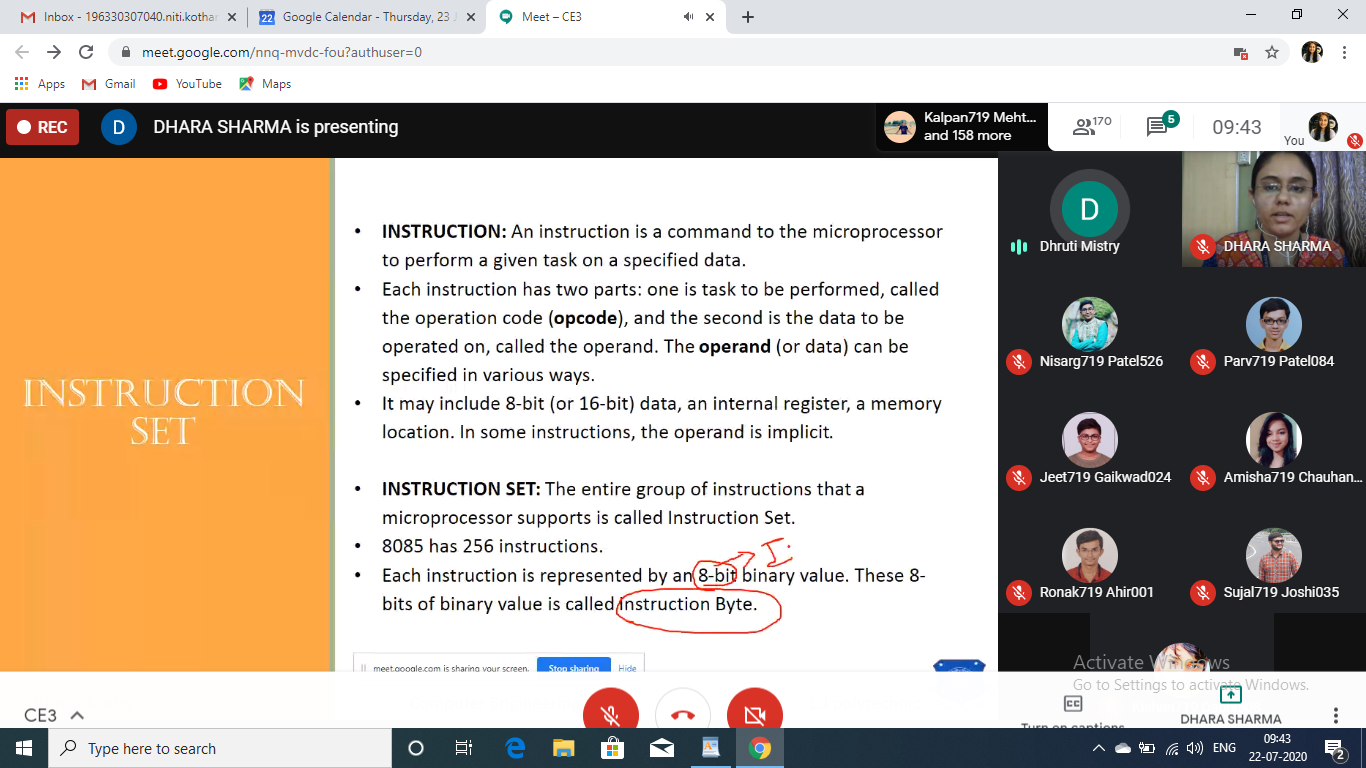 Inbox - 196330307040.niti.kothar
Google Calendar - Thursday, 23 J
Meet – CE3
meet.google.com/nnq-mvdc-fou?authuser=0
Apps
Gmail
YouTube
Maps
REC
D
DHARA SHARMA is presenting
Kalpan719 Meht...
and 158 more
170
5
09:43
You
INSTRUCTION
SET
• INSTRUCTION: An instruction is a command to the microprocessor
to perform a given task on a specified data.
• Each instruction has two parts: one is task to be performed, called
the operation code (opcode), and the second is the data to be
operated on, called the operand. The operand (or data) can be
specified in various ways.
• It may include 8-bit (or 16-bit) data, an internal register, a memory
location. In some instructions, the operand is implicit.
• INSTRUCTION SET: The entire group of instructions that a
microprocessor supports is called Instruction Set.
• 8085 has 256 instructions.
I
• Each instruction is represented by an 8-bit binary value. These 8-
bits of binary value is called Instruction Byte.
meet.google.com is sharing your screen.
Stop sharing
Hide
D
Dhruti Mistry
DHARA SHARMA
Nisarg719 Patel526
Parv719 Patel084
Jeet719 Gaikwad024
Amisha719 Chauhan...
Ronak719 Ahir001
Sujal719 Joshi035
Activate Windows
Go to Settings to activate Windows.
CE3
CC
Turn on captions
DHARA SHARMA
Type here to search
ENG
09:43
22-07-2020
2